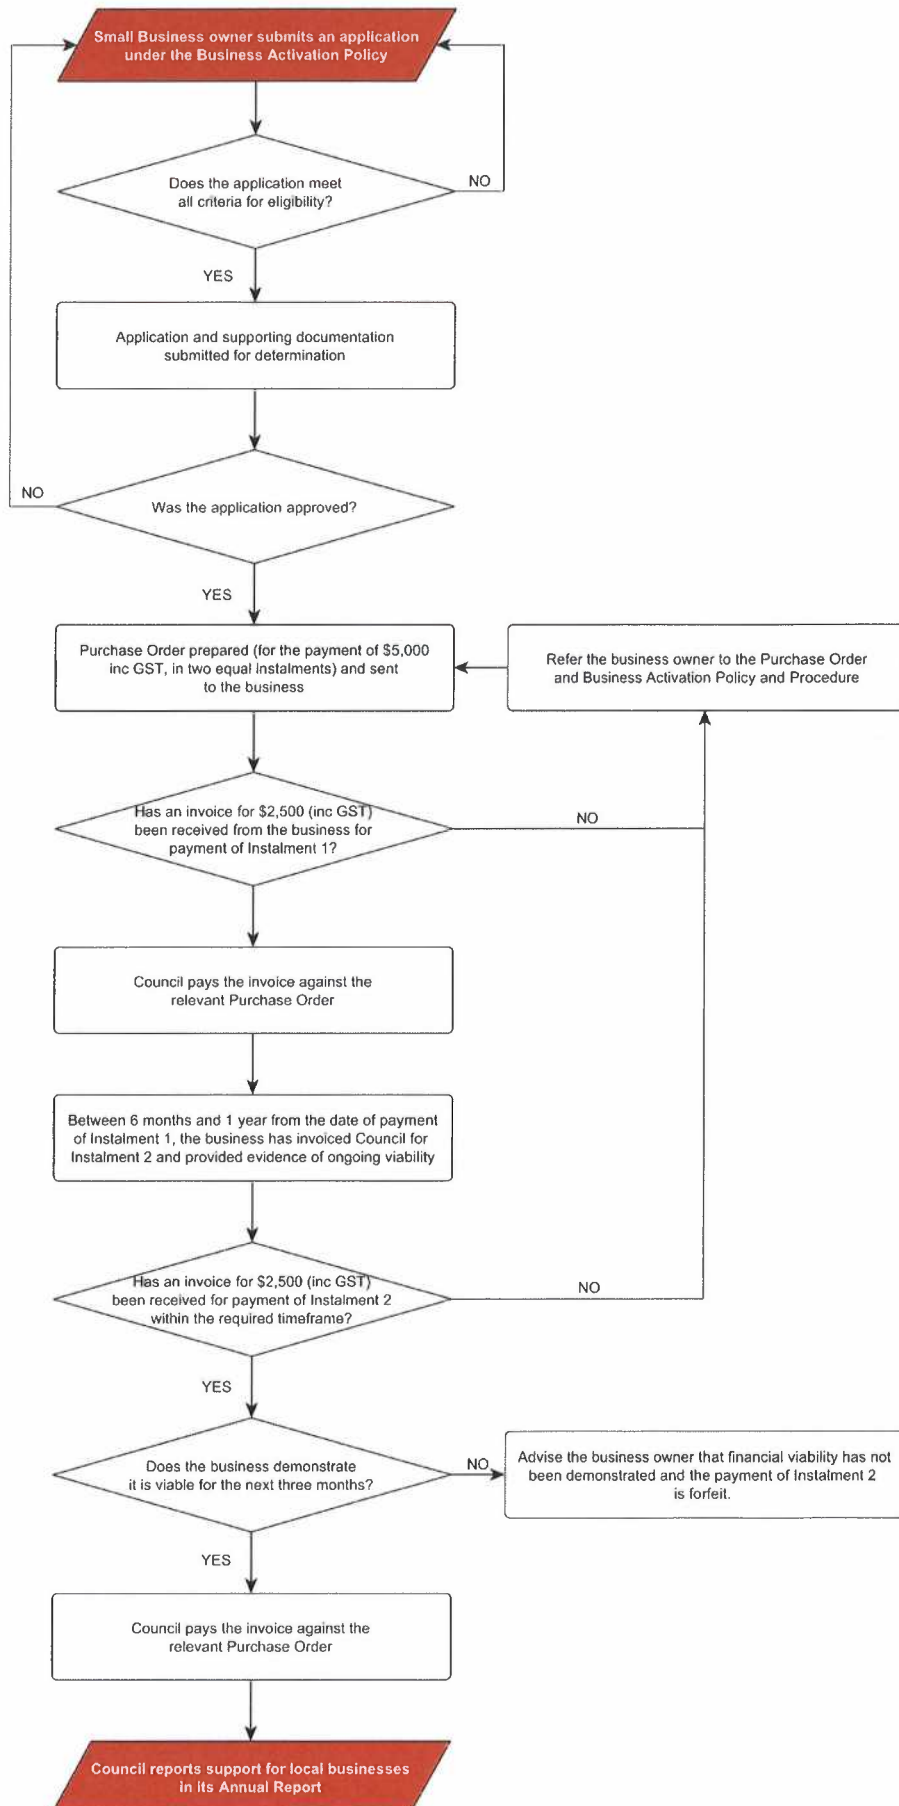 Small Business owner submits an application
under the Business Activation Policy
Does the application meet
all criteria for eligibility?
NO
YES
Application and supporting documentation
submitted for determination
NO
Was the application approved?
YES
Purchase Order prepared (for the payment of $5,000
inc GST, in two equal Instalments) and sent
to the business
Refer the business owner to the Purchase Order
and Business Activation Policy and Procedure
Has an invoice for $2,500 (inc GST)
been received from the business for
payment of Instalment 1?
NO
Council pays the invoice against the
relevant Purchase Order
Between 6 months and 1 year from the date of payment
of Instalment 1, the business has invoiced Council for
Instalment 2 and provided evidence of ongoing viability
Has an invoice for $2,500 (inc GST)
been received for payment of Instalment 2
within the required timeframe?
NO
YES
Does the business demonstrate
it is viable for the next three months?
NO
Advise the business owner that financial viability has not
been demonstrated and the payment of Instalment 2
is forfeit.
YES
Council pays the invoice against the
relevant Purchase Order
Council reports support for local businesses
in its Annual Report